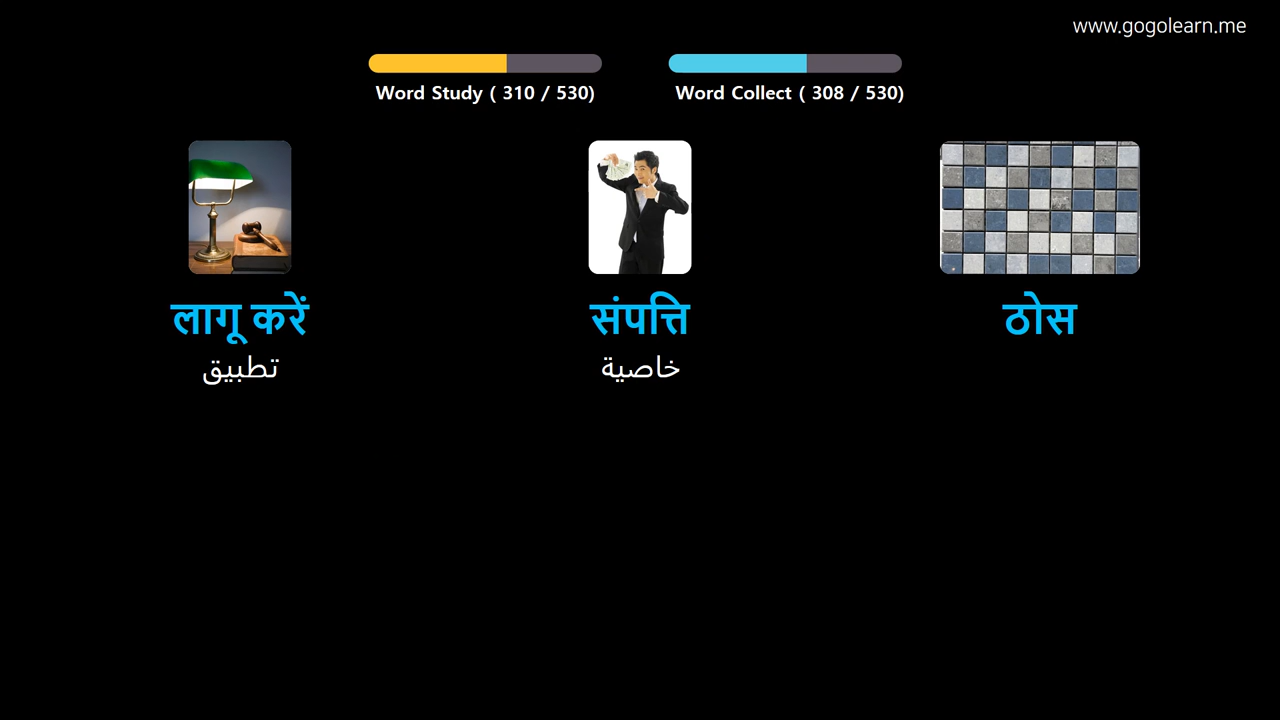 www.gogolearn.me
Word Study ( 310 / 530)
Word Collect ( 308 / 530)
लागू करें
تطبيق
संपत्ति
خاصية
ठोस